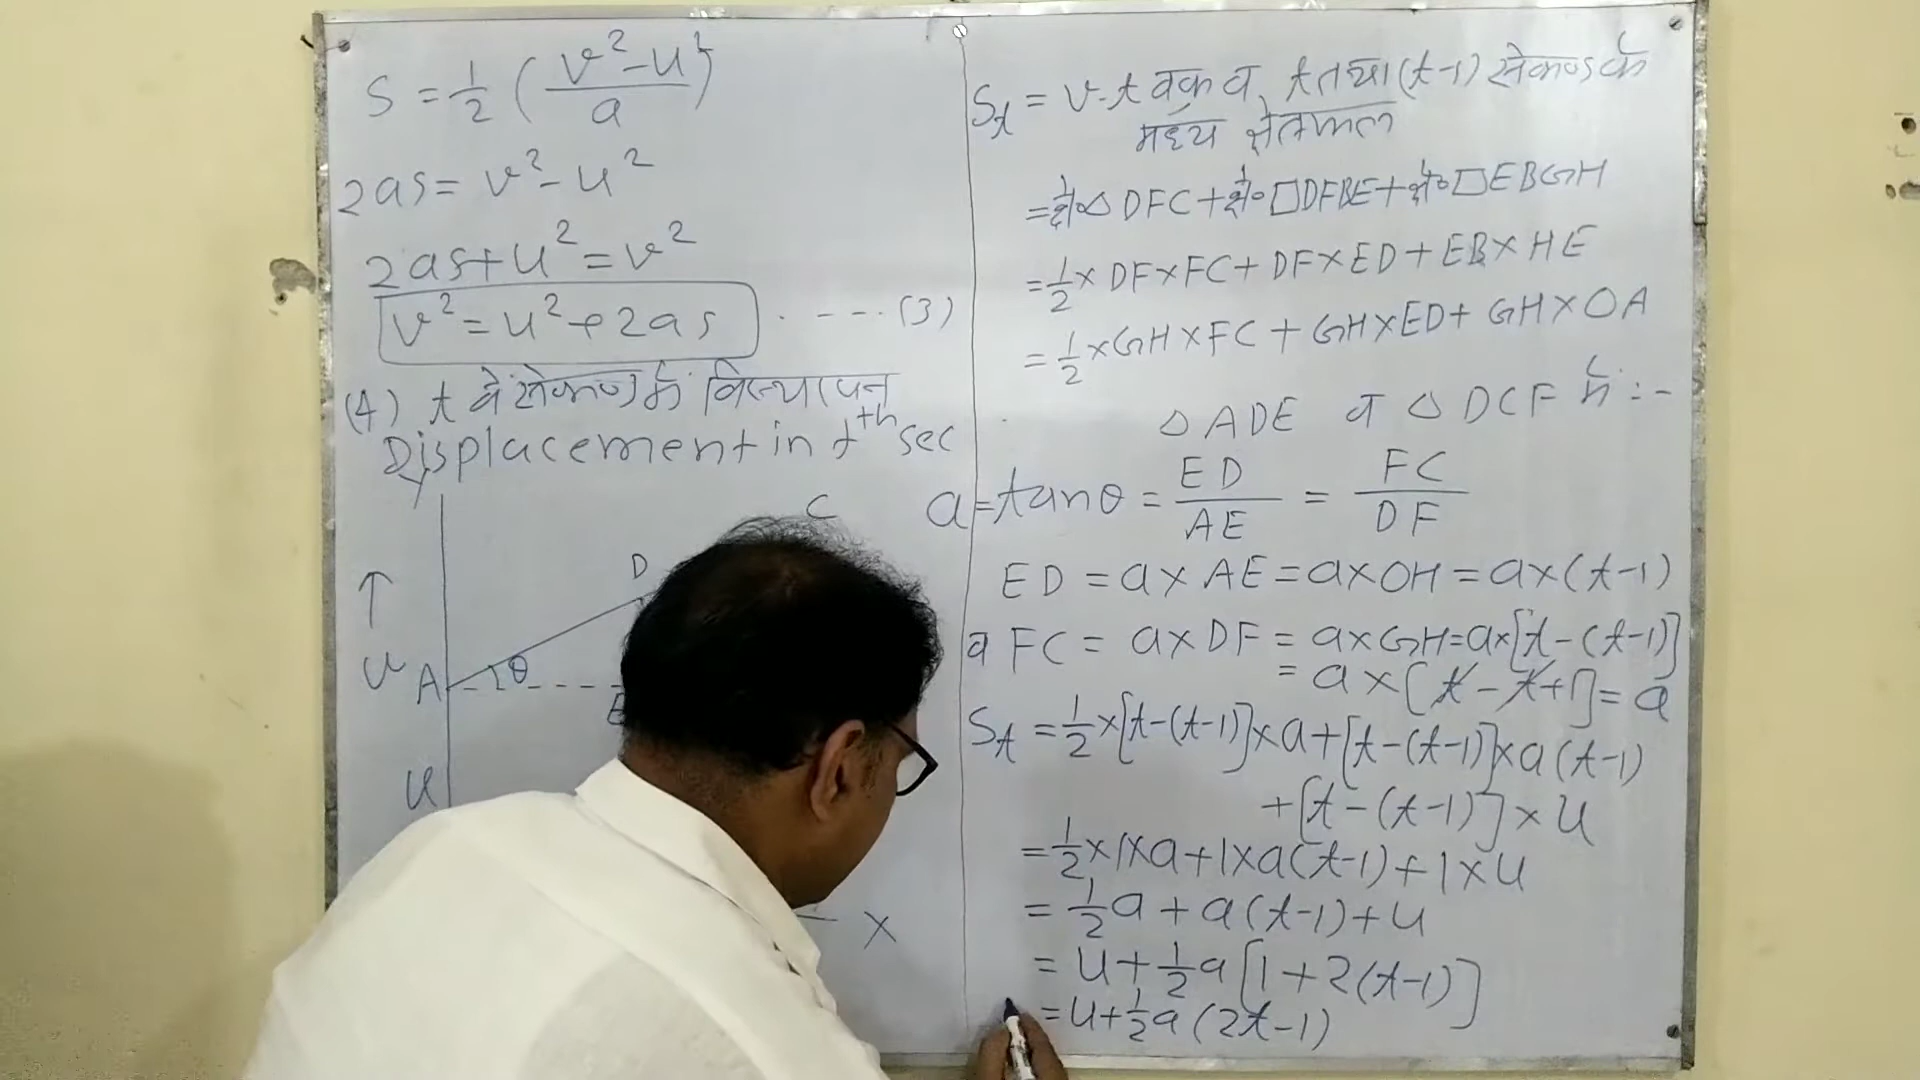 S = 1/2 ( (v² - u²) / a )
2as = v² - u²
2as + u² = v²
v² = u² + 2as . - - - . (3)
(4) t वें सेकण्ड में विस्थापन
Displacement in tth sec
Y
C
D
↑
v
A θ
E
u
X
St = v-t वक्र व t तथा (t-1) सेकण्ड के
मध्य क्षेत्रफल
= क्षे० △ DFC + क्षे० □ DFBE + क्षे० □ EBGH
= 1/2 × DF × FC + DF × ED + EB × HE
= 1/2 × GH × FC + GH × ED + GH × OA
△ ADE व △ DCF में :-
a = tanθ = ED/AE = FC/DF
ED = a × AE = a × OH = a × (t-1)
व FC = a × DF = a × GH = a × [t - (t-1)]
= a × [t - t + 1] = a
St = 1/2 × [t - (t-1)] × a + [t - (t-1)] × a (t-1)
+ [t - (t-1)] × u
= 1/2 × 1 × a + 1 × a (t-1) + 1 × u
= 1/2 a + a (t-1) + u
= u + 1/2 a [1 + 2(t-1)]
= u + 1/2 a (2t-1)